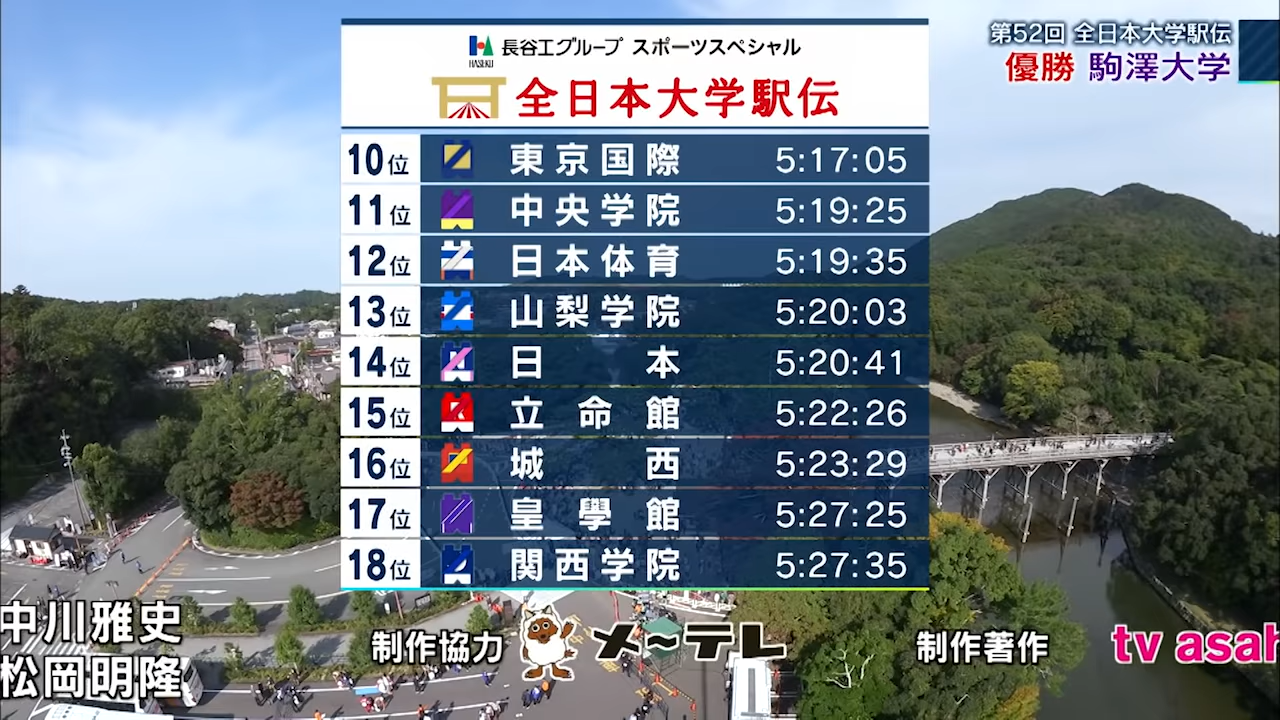 第52回 全日本大学駅伝
優勝 駒澤大学
HASEKO 長谷工グループ スポーツスペシャル
全日本大学駅伝
10位 東京国際 5:17:05
11位 中央学院 5:19:25
12位 日本体育 5:19:35
13位 山梨学院 5:20:03
14位 日本 5:20:41
15位 立命館 5:22:26
16位 城西 5:23:29
17位 皇學館 5:27:25
18位 関西学院 5:27:35
中川雅史
松岡明隆
制作協力 メ~テレ
制作著作 tv asah